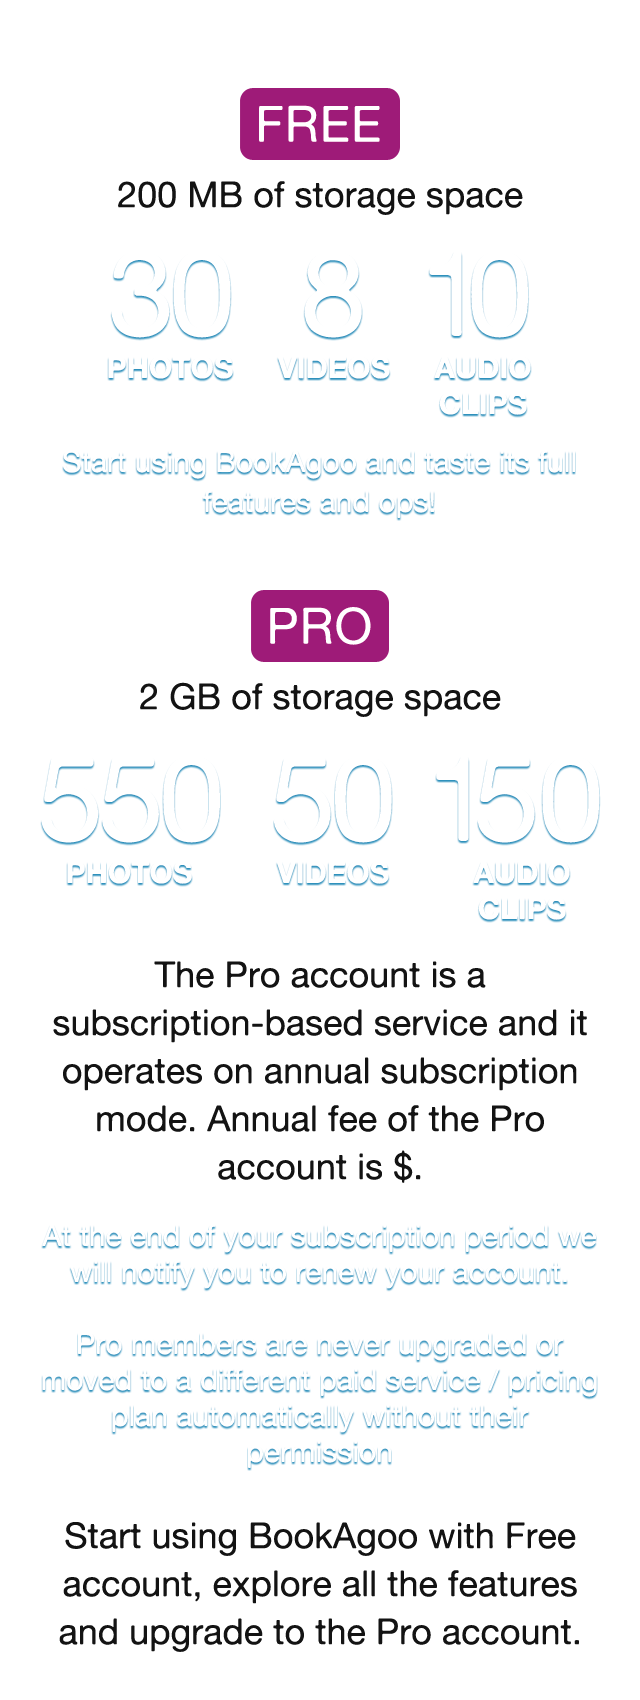 FREE
200 MB of storage space
30 8 10
PHOTOS VIDEOS AUDIO
CLIPS
Start using BookAgoo and taste its full
features and ops!
PRO
2 GB of storage space
550 50 150
PHOTOS VIDEOS AUDIO
CLIPS
The Pro account is a
subscription-based service and it
operates on annual subscription
mode. Annual fee of the Pro
account is $.
At the end of your subscription period we
will notify you to renew your account.
Pro members are never upgraded or
moved to a different paid service / pricing
plan automatically without their
permission
Start using BookAgoo with Free
account, explore all the features
and upgrade to the Pro account.